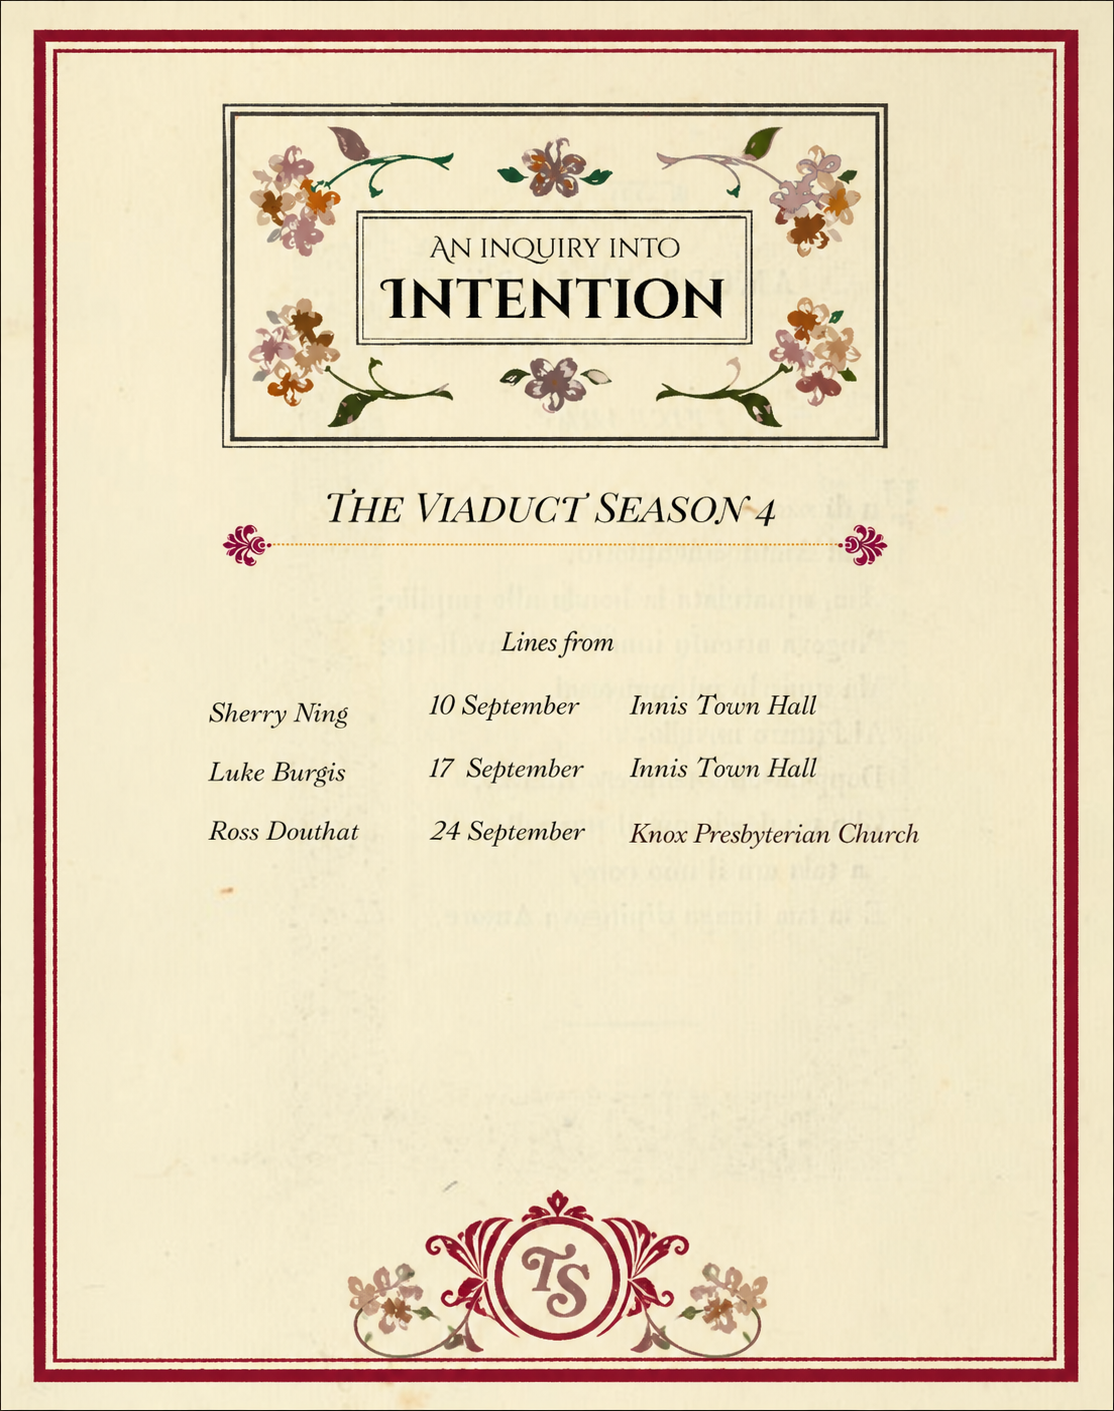 AN INQUIRY INTO
INTENTION
THE VIADUCT SEASON 4
Lines from
Sherry Ning 10 September Innis Town Hall
Luke Burgis 17 September Innis Town Hall
Ross Douthat 24 September Knox Presbyterian Church
TS